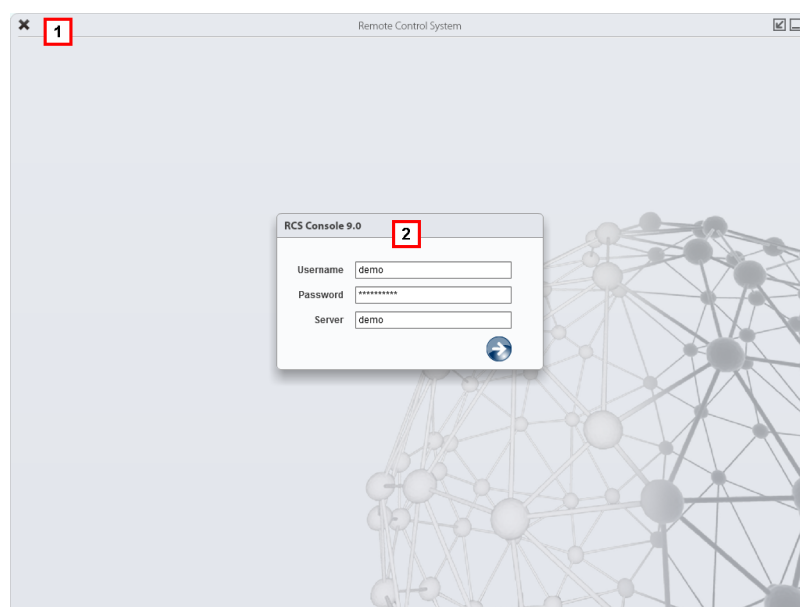 1
Remote Control System
RCS Console 9.0
2
Username demo
Password **********
Server demo